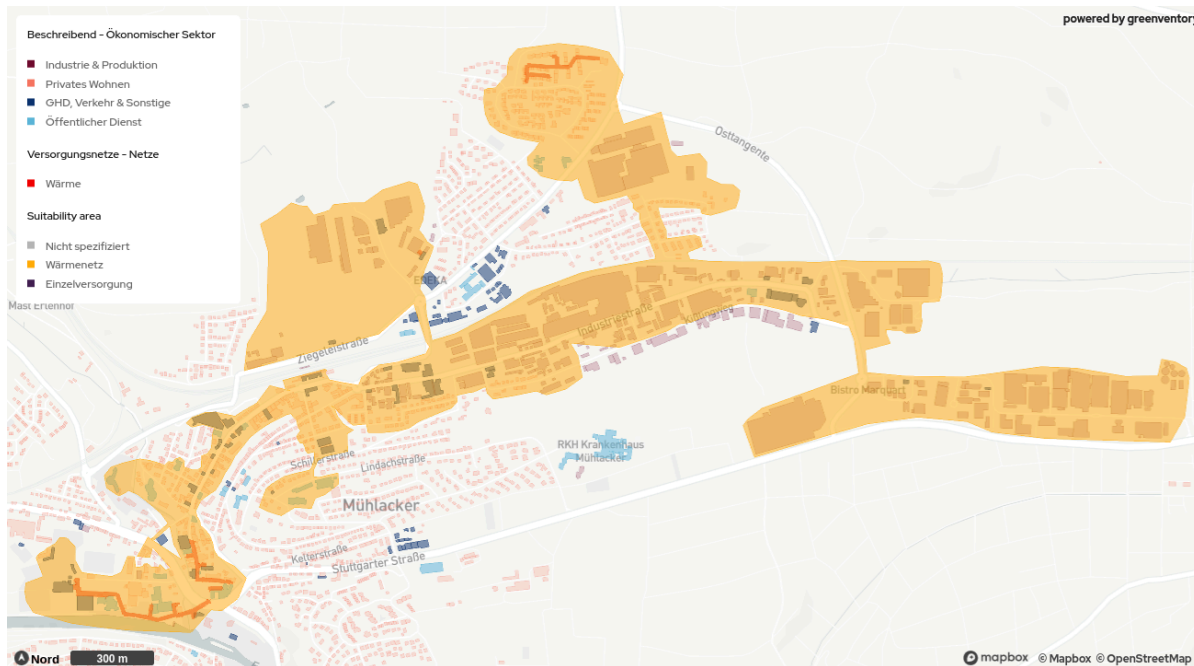 powered by greenventory
Beschreibend – Ökonomischer Sektor
Industrie & Produktion
Privates Wohnen
GHD, Verkehr & Sonstige
Öffentlicher Dienst
Versorgungsnetze – Netze
Wärme
Suitability area
Nicht spezifiziert
Wärmenetz
Einzelversorgung
Osttangente
EDEKA
Mast Erlenhof
Industriestraße
Ziegeleistraße
Bistro Marquart
RKH Krankenhaus
Mühlacker
Schillerstraße
Lindachstraße
Mühlacker
Kelterstraße
Stuttgarter Straße
Nord
300 m
mapbox
© Mapbox © OpenStreetMap